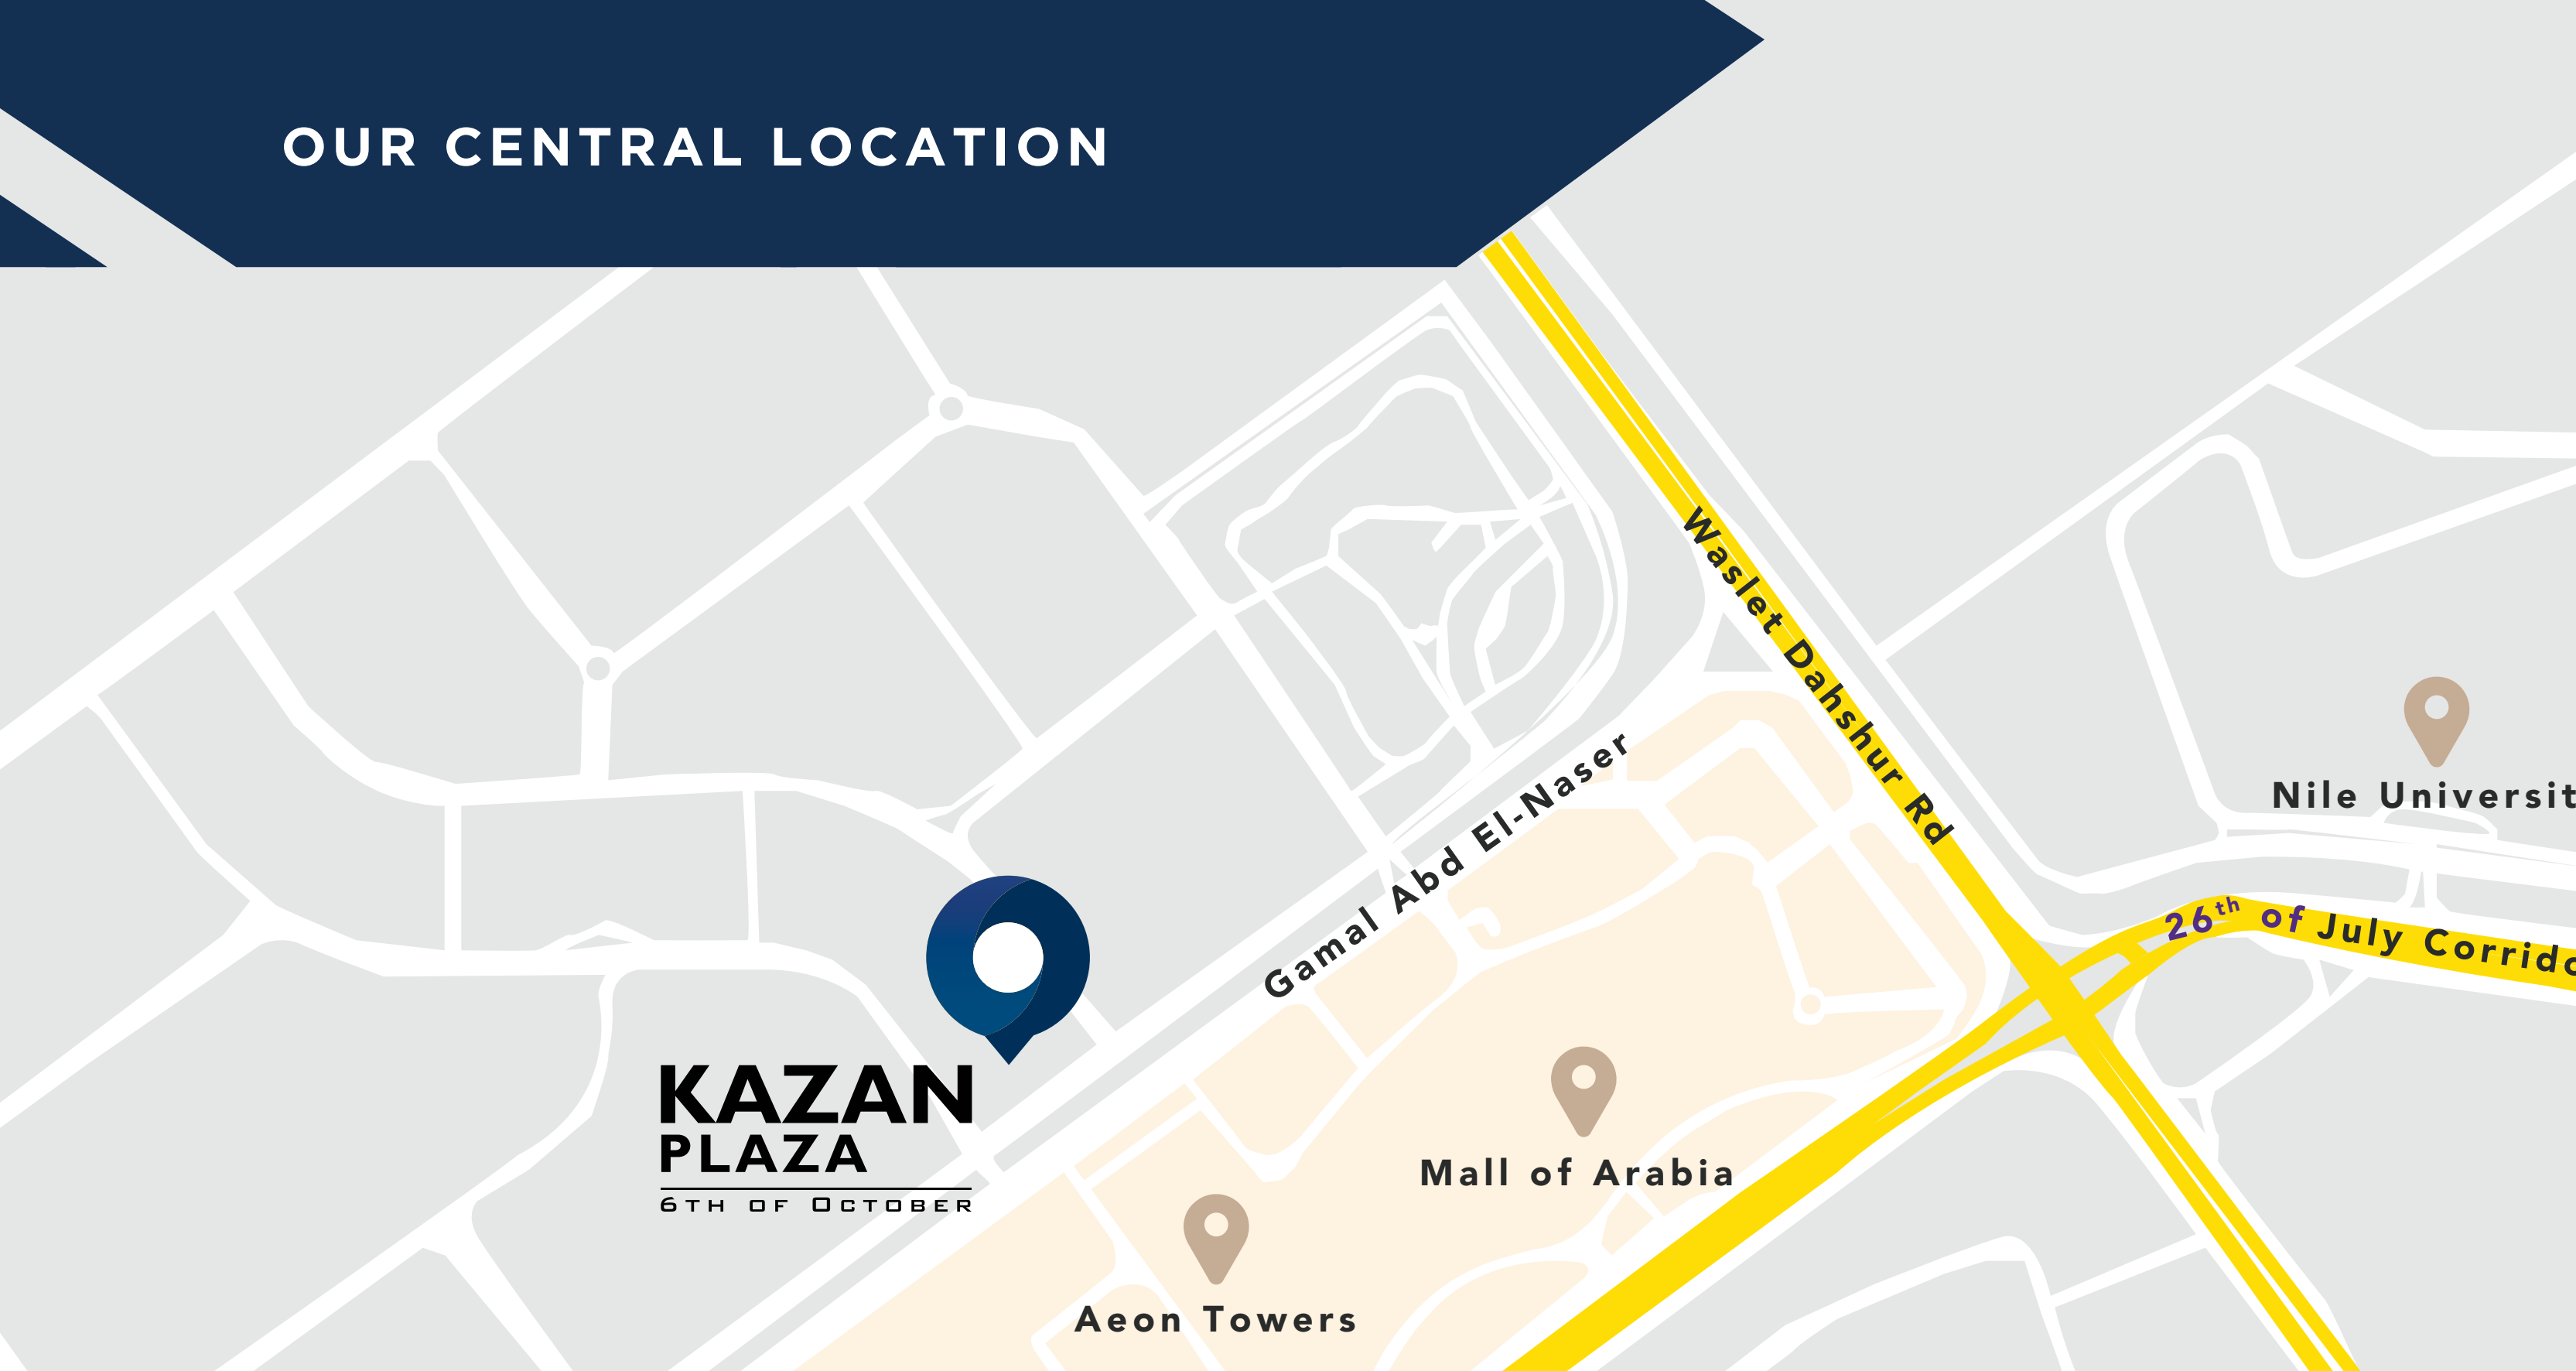 OUR CENTRAL LOCATION
Waslet Dahshur Rd
Gamal Abd El-Naser
Nile Universit
26th of July Corrido
KAZAN
PLAZA
6TH OF OCTOBER
Mall of Arabia
Aeon Towers